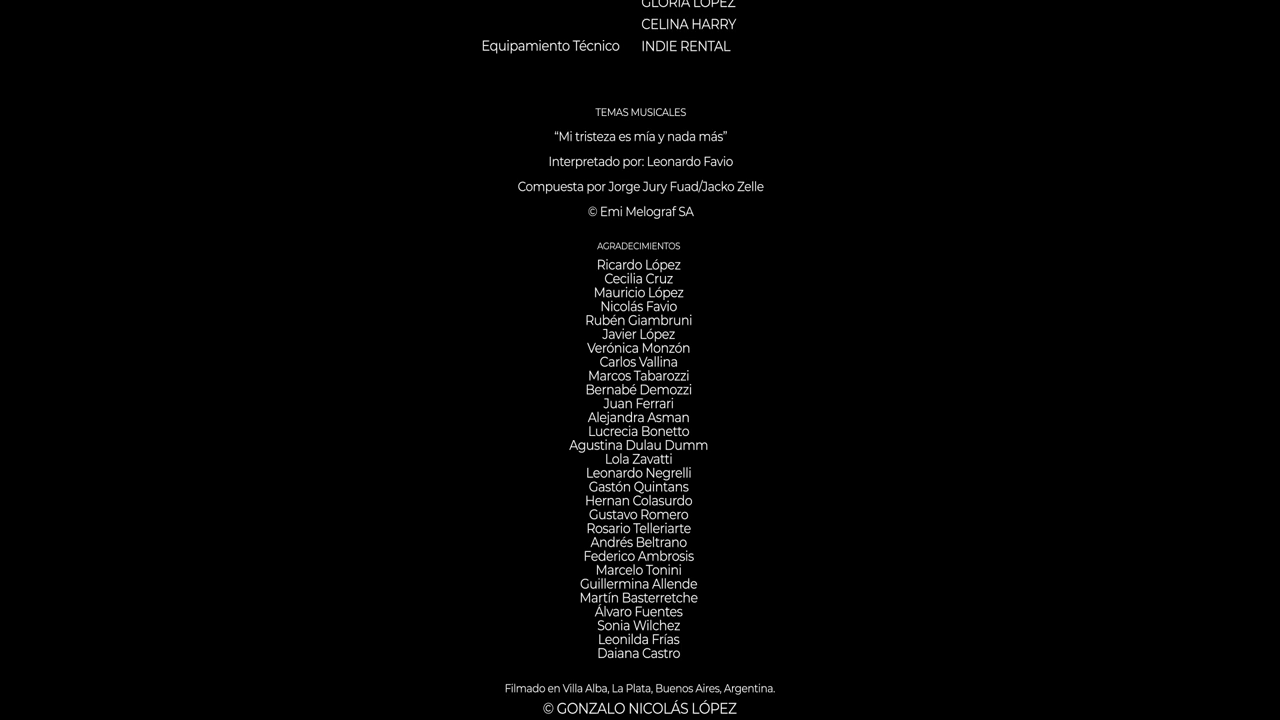 GLORIA LÓPEZ
CELINA HARRY
Equipamiento Técnico INDIE RENTAL
TEMAS MUSICALES
“Mi tristeza es mía y nada más”
Interpretado por: Leonardo Favio
Compuesta por Jorge Jury Fuad/Jacko Zelle
© Emi Melograf SA
AGRADECIMIENTOS
Ricardo López
Cecilia Cruz
Mauricio López
Nicolás Favio
Rubén Giambruni
Javier López
Verónica Monzón
Carlos Vallina
Marcos Tabarozzi
Bernabé Demozzi
Juan Ferrari
Alejandra Asman
Lucrecia Bonetto
Agustina Dulau Dumm
Lola Zavatti
Leonardo Negrelli
Gastón Quintans
Hernan Colasurdo
Gustavo Romero
Rosario Telleriarte
Andrés Beltrano
Federico Ambrosis
Marcelo Tonini
Guillermina Allende
Martín Basterretche
Álvaro Fuentes
Sonia Wilchez
Leonilda Frías
Daiana Castro
Filmado en Villa Alba, La Plata, Buenos Aires, Argentina.
© GONZALO NICOLÁS LÓPEZ